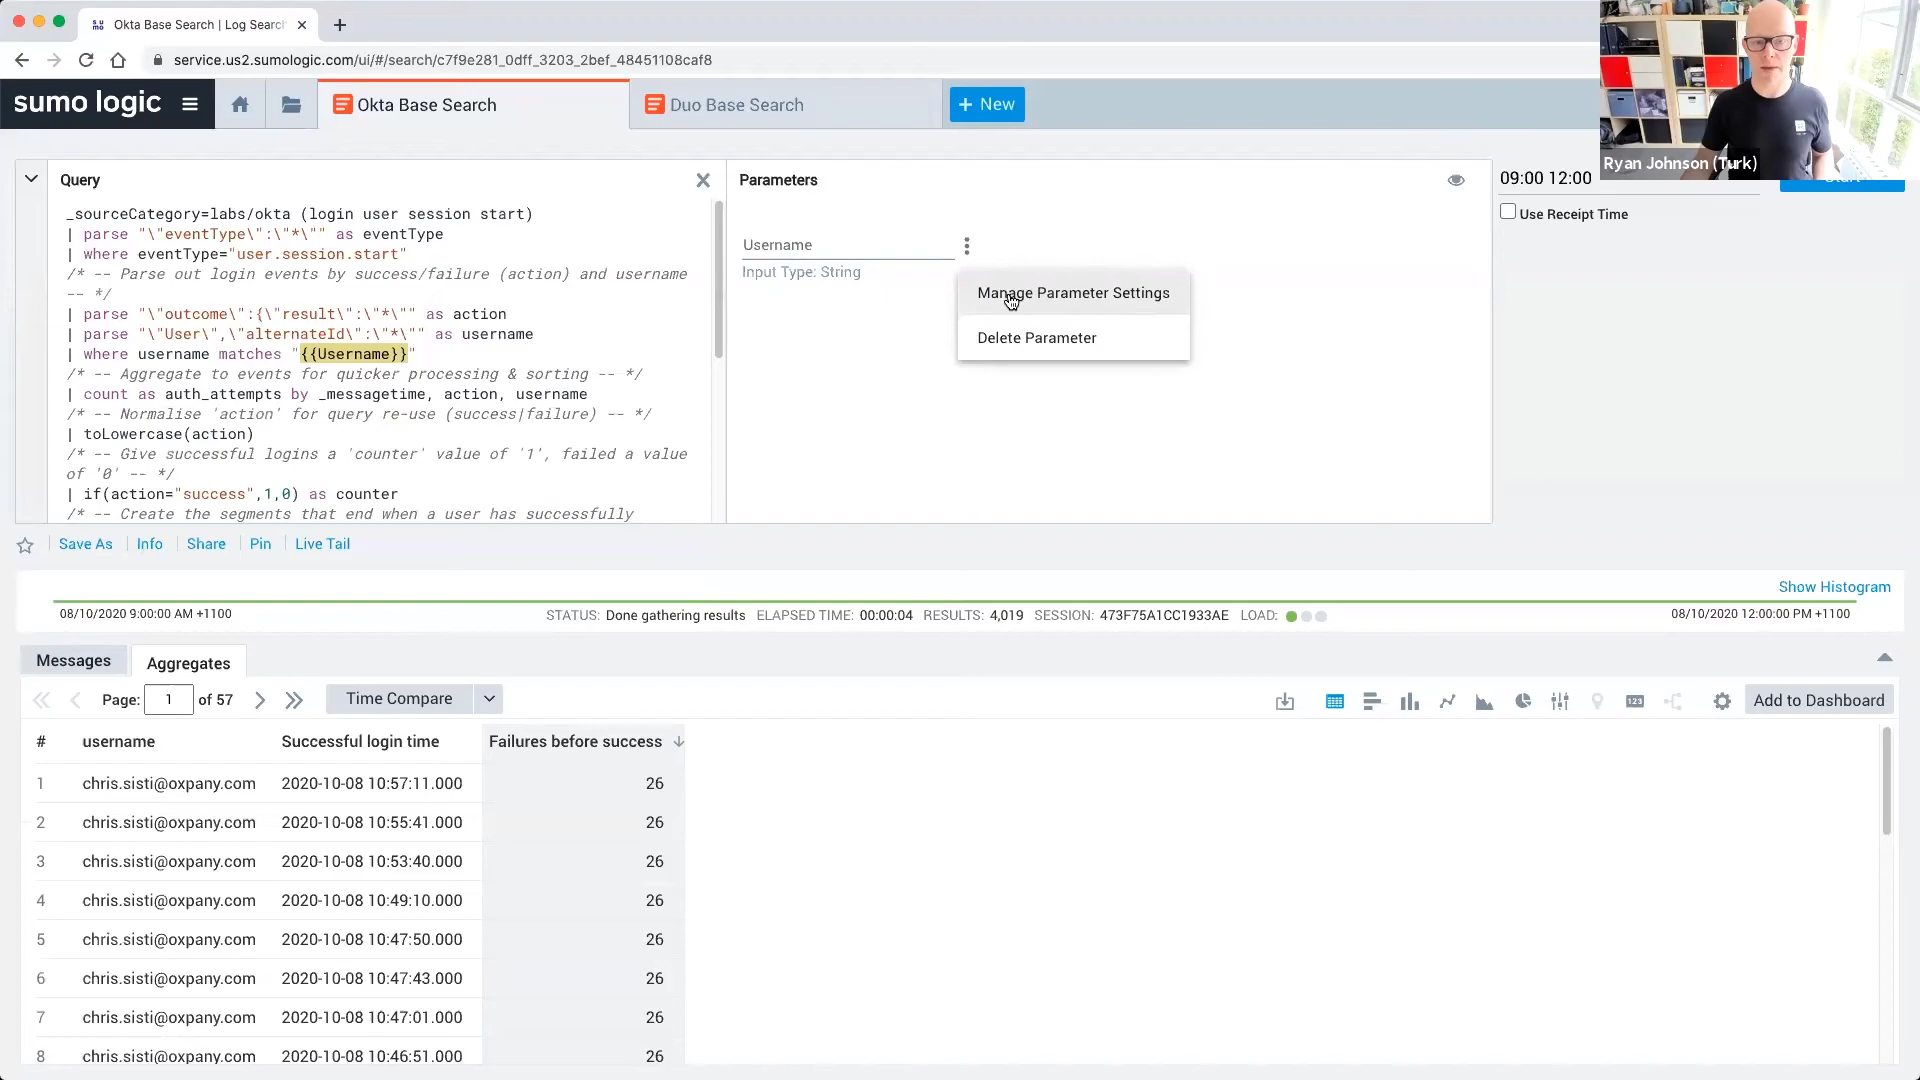 Okta Base Search | Log Search
service.us2.sumologic.com/ui/#/search/c7f9e281_0dff_3203_2bef_48451108caf8
sumo logic
Okta Base Search
Duo Base Search
+ New
Ryan Johnson (Turk)
Query
Parameters
09:00 12:00
Use Receipt Time
_sourceCategory=labs/okta (login user session start)
| parse "\"eventType\":\"*\"" as eventType
| where eventType="user.session.start"
/* -- Parse out login events by success/failure (action) and username
-- */
| parse "\"outcome\":{\"result\":\"*\"" as action
| parse "\"User\",\"alternateId\":\"*\"" as username
| where username matches "{{Username}}"
/* -- Aggregate to events for quicker processing & sorting -- */
| count as auth_attempts by _messagetime, action, username
/* -- Normalise 'action' for query re-use (success|failure) -- */
| toLowercase(action)
/* -- Give successful logins a 'counter' value of '1', failed a value
of '0' -- */
| if(action="success",1,0) as counter
/* -- Create the segments that end when a user has successfully
Username
Input Type: String
Manage Parameter Settings
Delete Parameter
Save As
Info
Share
Pin
Live Tail
Show Histogram
08/10/2020 9:00:00 AM +1100
STATUS: Done gathering results ELAPSED TIME: 00:00:04 RESULTS: 4,019 SESSION: 473F75A1CC1933AE LOAD:
08/10/2020 12:00:00 PM +1100
Messages
Aggregates
Page: 1 of 57
Time Compare
123
Add to Dashboard
# username Successful login time Failures before success
1 chris.sisti@oxpany.com 2020-10-08 10:57:11.000 26
2 chris.sisti@oxpany.com 2020-10-08 10:55:41.000 26
3 chris.sisti@oxpany.com 2020-10-08 10:53:40.000 26
4 chris.sisti@oxpany.com 2020-10-08 10:49:10.000 26
5 chris.sisti@oxpany.com 2020-10-08 10:47:50.000 26
6 chris.sisti@oxpany.com 2020-10-08 10:47:43.000 26
7 chris.sisti@oxpany.com 2020-10-08 10:47:01.000 26
8 chris.sisti@oxpany.com 2020-10-08 10:46:51.000 26